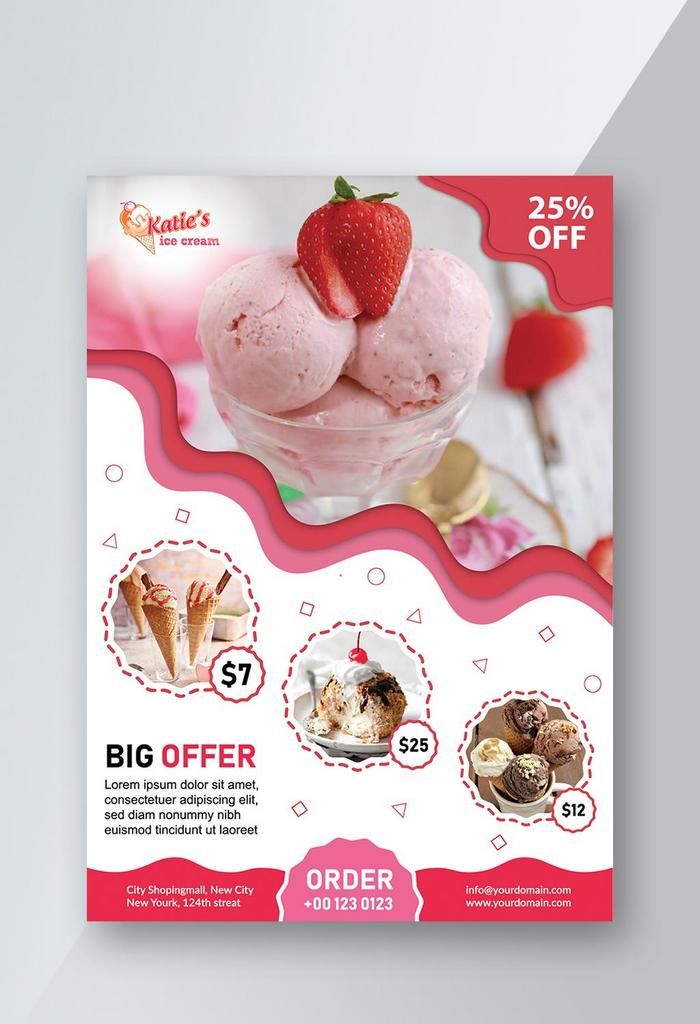 Katie's
ice cream
25%
OFF
$7
$25
$12
BIG OFFER
Lorem ipsum dolor sit amet,
consectetuer adipiscing elit,
sed diam nonummy nibh
euismod tincidunt ut laoreet
City Shopingmall, New City
New Yourk, 124th streat
ORDER
+00 123 0123
info@yourdomain.com
www.yourdomain.com